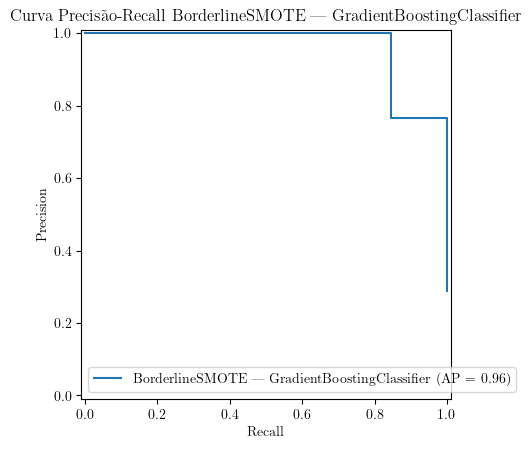 Curva Precisão-Recall BorderlineSMOTE — GradientBoostingClassifier
1.0
0.8
0.6
0.4
0.2
0.0
Precision
BorderlineSMOTE — GradientBoostingClassifier (AP = 0.96)
0.0 0.2 0.4 0.6 0.8 1.0
Recall